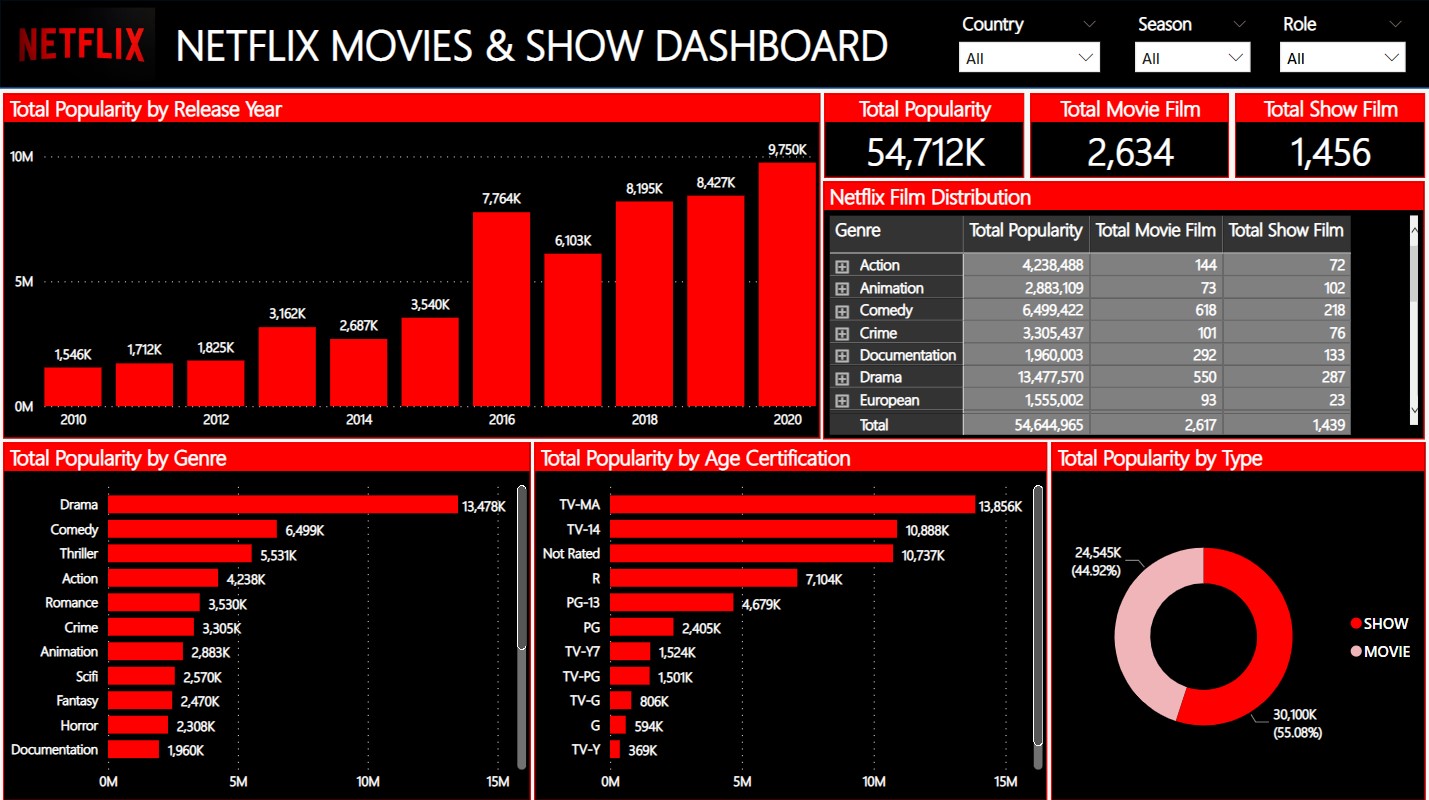 NETFLIX
NETFLIX MOVIES & SHOW DASHBOARD
Country
All
Season
All
Role
All
Total Popularity by Release Year
10M
5M
0M
1,546K
1,712K
1,825K
3,162K
2,687K
3,540K
7,764K
6,103K
8,195K
8,427K
9,750K
2010 2012 2014 2016 2018 2020
Total Popularity
54,712K
Total Movie Film
2,634
Total Show Film
1,456
Netflix Film Distribution
Genre Total Popularity Total Movie Film Total Show Film
Action 4,238,488 144 72
Animation 2,883,109 73 102
Comedy 6,499,422 618 218
Crime 3,305,437 101 76
Documentation 1,960,003 292 133
Drama 13,477,570 550 287
European 1,555,002 93 23
Total 54,644,965 2,617 1,439
Total Popularity by Genre
Drama 13,478K
Comedy 6,499K
Thriller 5,531K
Action 4,238K
Romance 3,530K
Crime 3,305K
Animation 2,883K
Scifi 2,570K
Fantasy 2,470K
Horror 2,308K
Documentation 1,960K
0M 5M 10M 15M
Total Popularity by Age Certification
TV-MA 13,856K
TV-14 10,888K
Not Rated 10,737K
R 7,104K
PG-13 4,679K
PG 2,405K
TV-Y7 1,524K
TV-PG 1,501K
TV-G 806K
G 594K
TV-Y 369K
0M 5M 10M 15M
Total Popularity by Type
24,545K
(44.92%)
SHOW
MOVIE
30,100K
(55.08%)